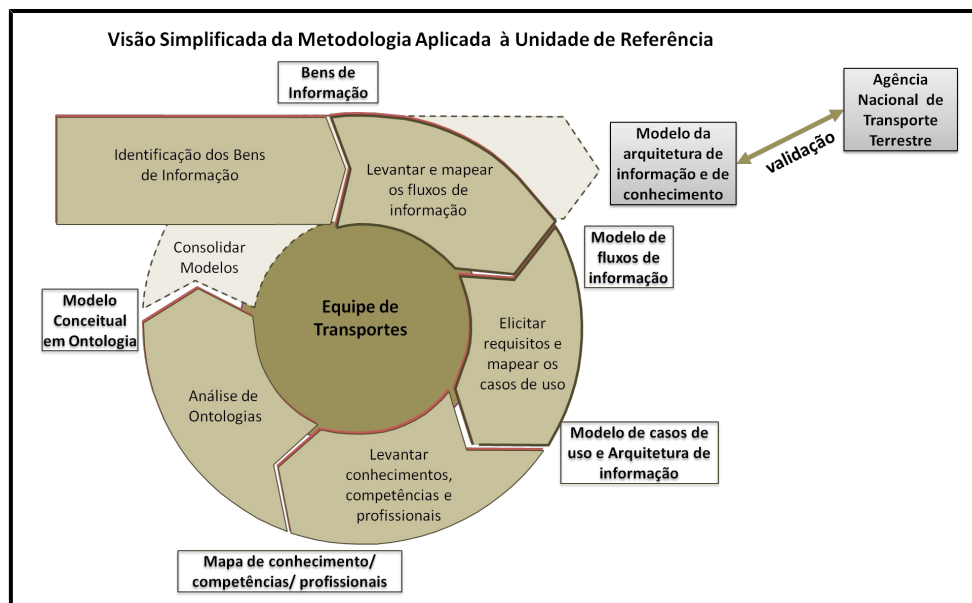 Visão Simplificada da Metodologia Aplicada à Unidade de Referência
Bens de
Informação
Identificação dos Bens
de Informação
Levantar e mapear
os fluxos de
informação
Modelo da
arquitetura de
informação e de
conhecimento
validação
Agência
Nacional de
Transporte
Terrestre
Modelo de
fluxos de
informação
Consolidar
Modelos
Modelo
Conceitual
em Ontologia
Equipe de
Transportes
Elicitar
requisitos e
mapear os
casos de uso
Análise de
Ontologias
Modelo de casos de
uso e Arquitetura de
informação
Levantar
conhecimentos,
competências e
profissionais
Mapa de conhecimento/
competências/ profissionais